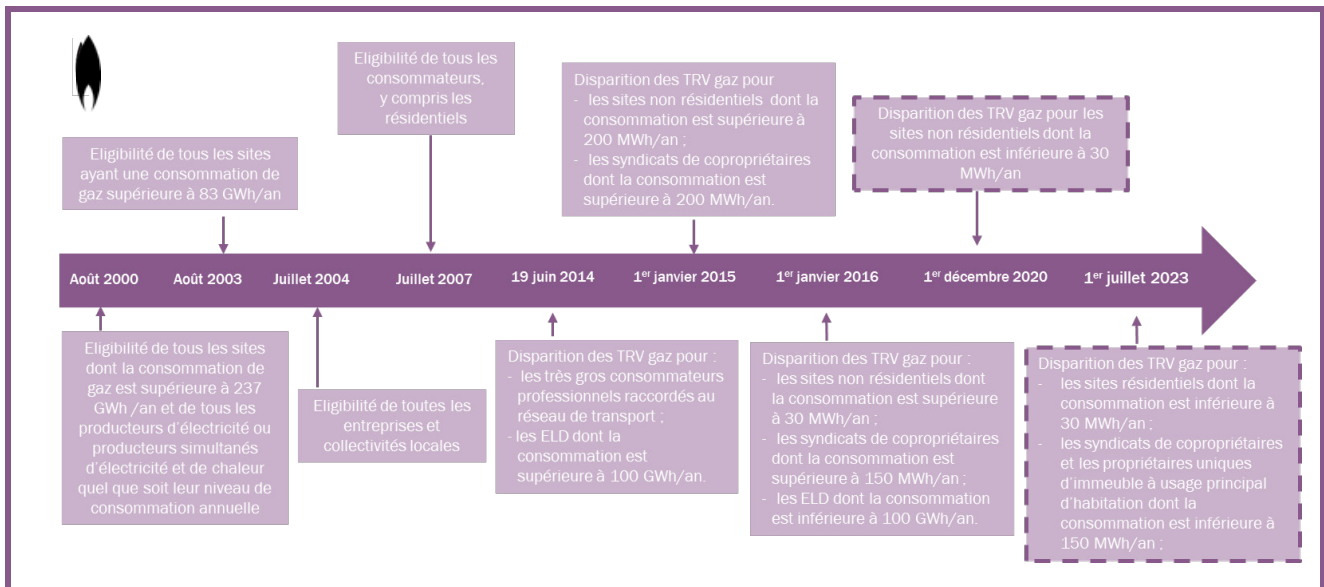 Eligibilité de tous les
consommateurs,
y compris les
résidentiels
Disparition des TRV gaz pour
- les sites non résidentiels dont la
consommation est supérieure à
200 MWh/an ;
- les syndicats de copropriétaires
dont la consommation est
supérieure à 200 MWh/an.
Disparition des TRV gaz pour les
sites non résidentiels dont la
consommation est inférieure à 30
MWh/an
Eligibilité de tous les sites
ayant une consommation de
gaz supérieure à 83 GWh/an
Août 2000
Août 2003
Juillet 2004
Juillet 2007
19 juin 2014
1er janvier 2015
1er janvier 2016
1er décembre 2020
1er juillet 2023
Eligibilité de tous les sites
dont la consommation de
gaz est supérieure à 237
GWh /an et de tous les
producteurs d'électricité ou
producteurs simultanés
d'électricité et de chaleur
quel que soit leur niveau de
consommation annuelle
Eligibilité de toutes les
entreprises et
collectivités locales
Disparition des TRV gaz pour :
- les très gros consommateurs
professionnels raccordés au
réseau de transport ;
- les ELD dont la
consommation est
supérieure à 100 GWh/an.
Disparition des TRV gaz pour :
- les sites non résidentiels dont
la consommation est supérieure
à 30 MWh/an ;
- les syndicats de copropriétaires
dont la consommation est
supérieure à 150 MWh/an ;
- les ELD dont la consommation
est inférieure à 100 GWh/an.
Disparition des TRV gaz pour :
- les sites résidentiels dont la
consommation est inférieure à
30 MWh/an ;
- les syndicats de copropriétaires
et les propriétaires uniques
d'immeuble à usage principal
d'habitation dont la
consommation est inférieure à
150 MWh/an ;